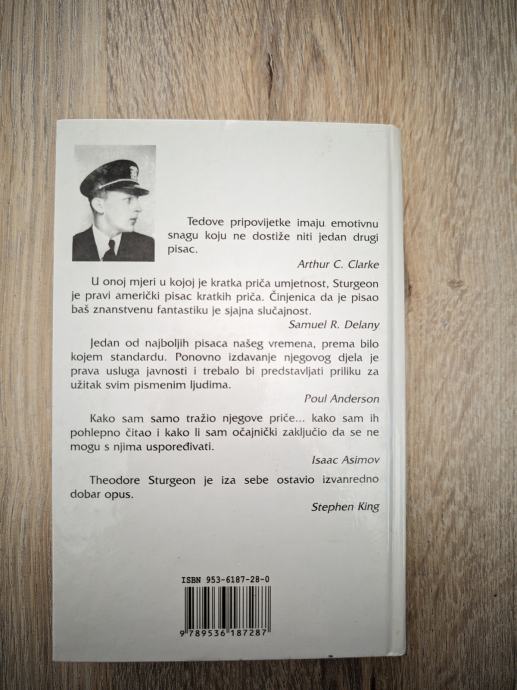 Tedove pripovijetke imaju emotivnu
snagu koju ne dostiže niti jedan drugi
pisac.
Arthur C. Clarke
U onoj mjeri u kojoj je kratka priča umjetnost, Sturgeon
je pravi američki pisac kratkih priča. Činjenica da je pisao
baš znanstvenu fantastiku je sjajna slučajnost.
Samuel R. Delany
Jedan od najboljih pisaca našeg vremena, prema bilo
kojem standardu. Ponovno izdavanje njegovog djela je
prava usluga javnosti i trebalo bi predstavljati priliku za
užitak svim pismenim ljudima.
Poul Anderson
Kako sam samo tražio njegove priče... kako sam ih
pohlepno čitao i kako li sam očajnički zaključio da se ne
mogu s njima uspoređivati.
Isaac Asimov
Theodore Sturgeon je iza sebe ostavio izvanredno
dobar opus.
Stephen King
ISBN 953-6187-28-0
9 789536 187287